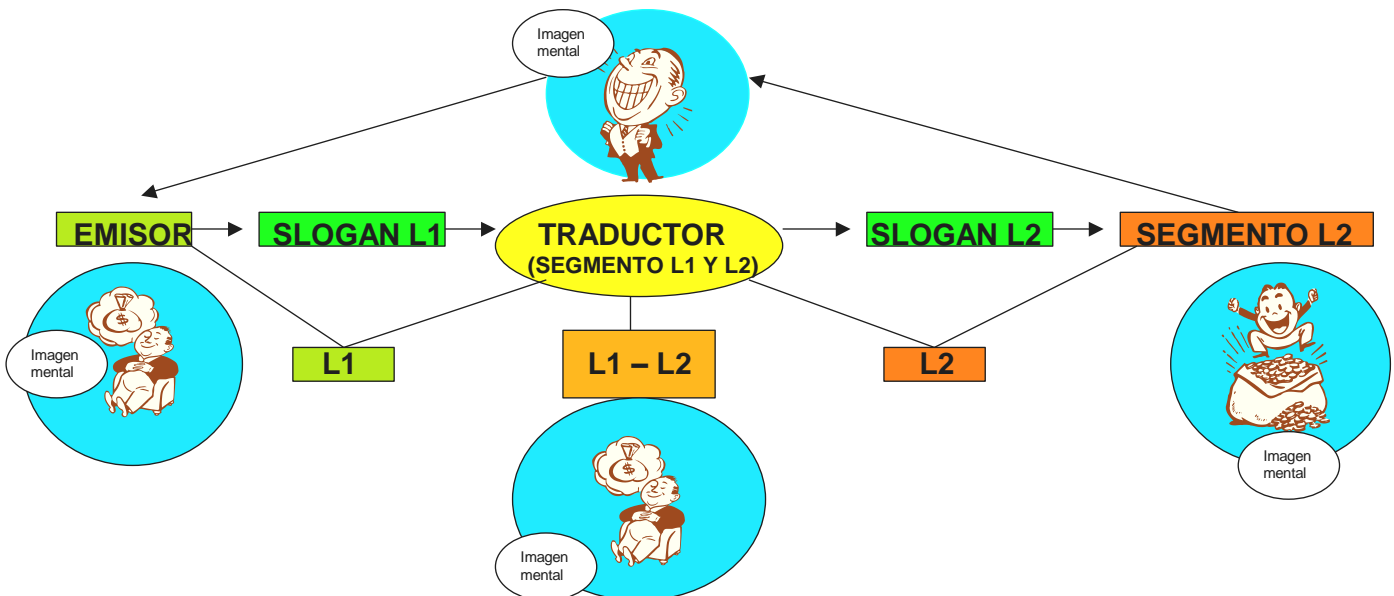 Imagen
mental
EMISOR
SLOGAN L1
TRADUCTOR
(SEGMENTO L1 Y L2)
SLOGAN L2
SEGMENTO L2
Imagen
mental
$
L1
L1 – L2
L2
$
Imagen
mental
Imagen
mental